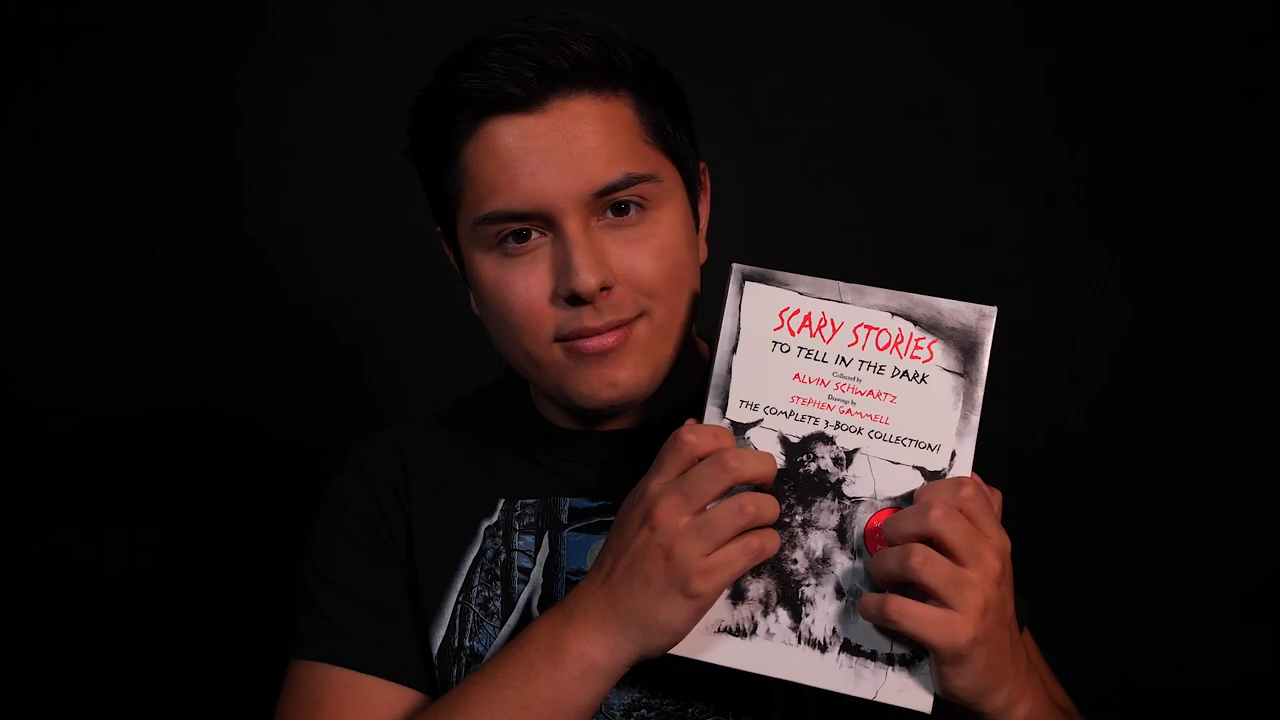 SCARY STORIES
TO TELL IN THE DARK
Collected by
ALVIN SCHWARTZ
Drawings by
STEPHEN GAMMELL
THE COMPLETE 3-BOOK COLLECTION!